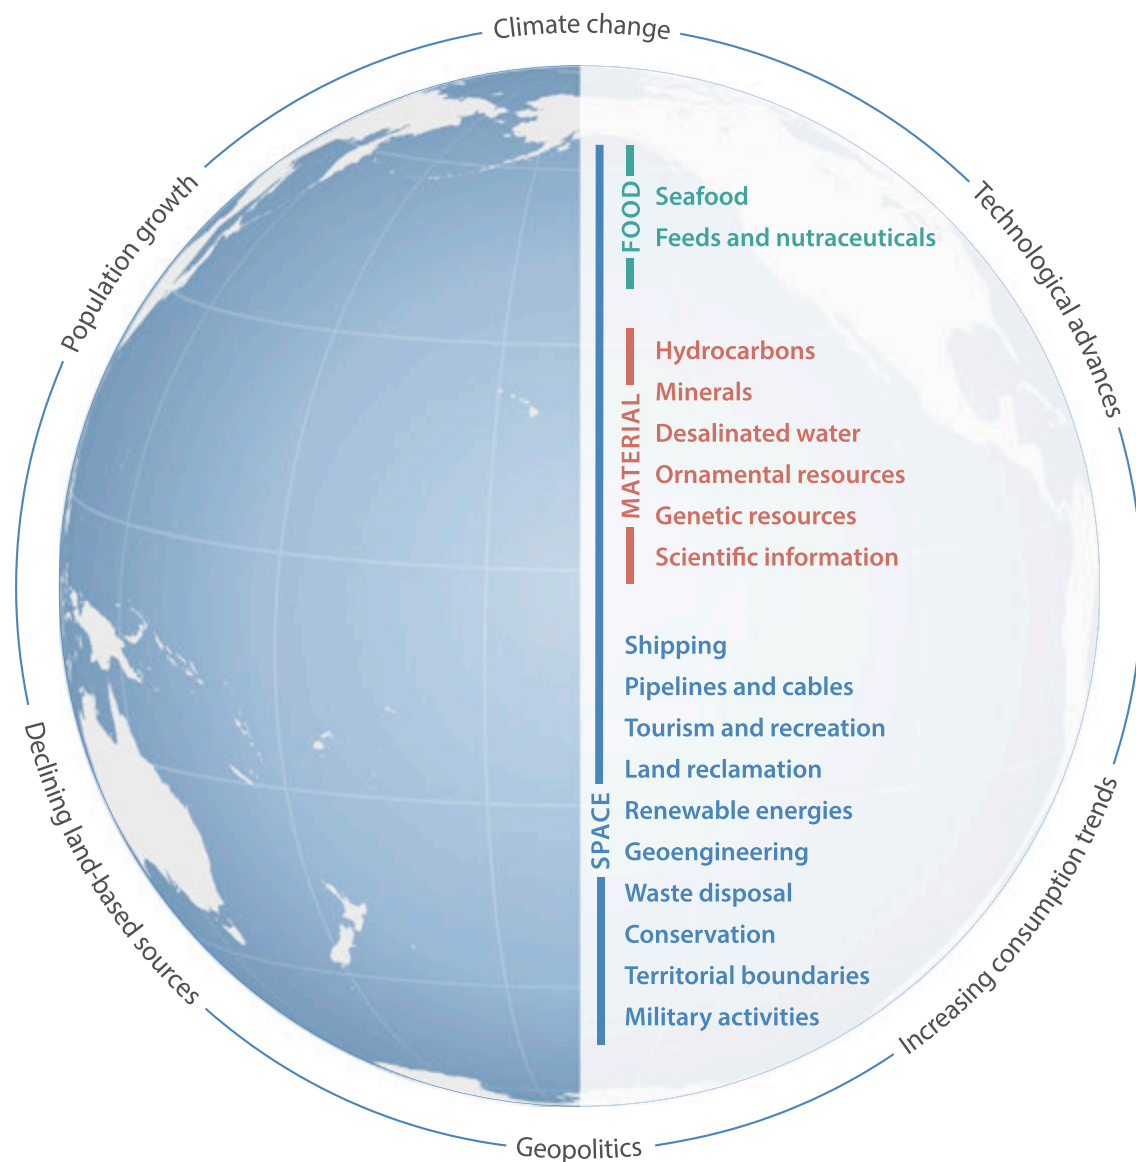 Climate change
Technological advances
Increasing consumption trends
Geopolitics
Declining land-based sources
Population growth
FOOD
Seafood
Feeds and nutraceuticals
MATERIAL
Hydrocarbons
Minerals
Desalinated water
Ornamental resources
Genetic resources
Scientific information
SPACE
Shipping
Pipelines and cables
Tourism and recreation
Land reclamation
Renewable energies
Geoengineering
Waste disposal
Conservation
Territorial boundaries
Military activities